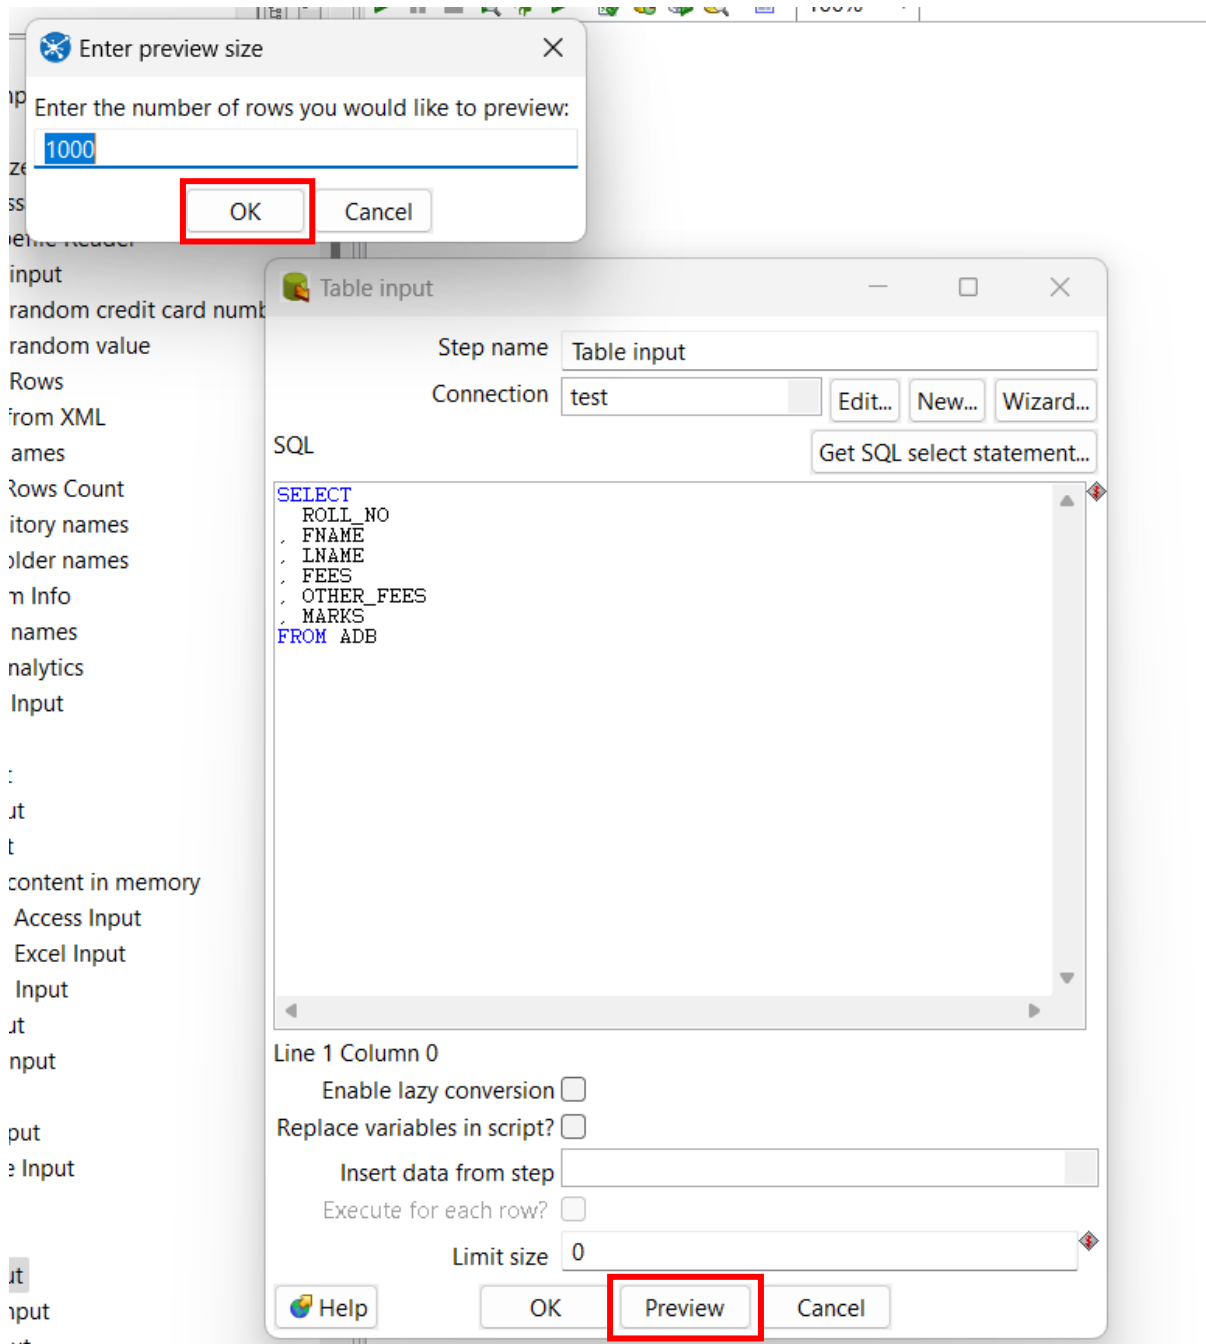 100%
Enter preview size
Enter the number of rows you would like to preview:
1000
OK Cancel
input
random credit card numb
random value
Rows
from XML
ames
Rows Count
itory names
older names
m Info
names
nalytics
Input
ut
t
content in memory
Access Input
Excel Input
Input
ut
nput
put
e Input
ut
nput
Table input
Step name Table input
Connection test Edit... New... Wizard...
SQL Get SQL select statement...
SELECT
ROLL_NO
, FNAME
, LNAME
, FEES
, OTHER_FEES
, MARKS
FROM ADB
Line 1 Column 0
Enable lazy conversion
Replace variables in script?
Insert data from step
Execute for each row?
Limit size 0
Help OK Preview Cancel